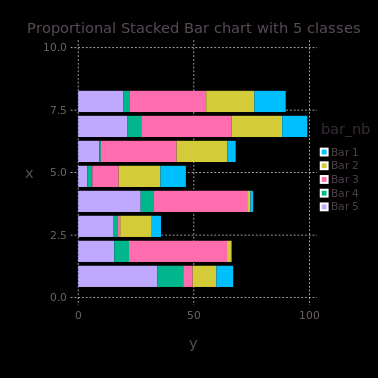 Proportional Stacked Bar chart with 5 classes
10.0
7.5
5.0
2.5
0.0
x
0 50 100
y
bar_nb
Bar 1
Bar 2
Bar 3
Bar 4
Bar 5